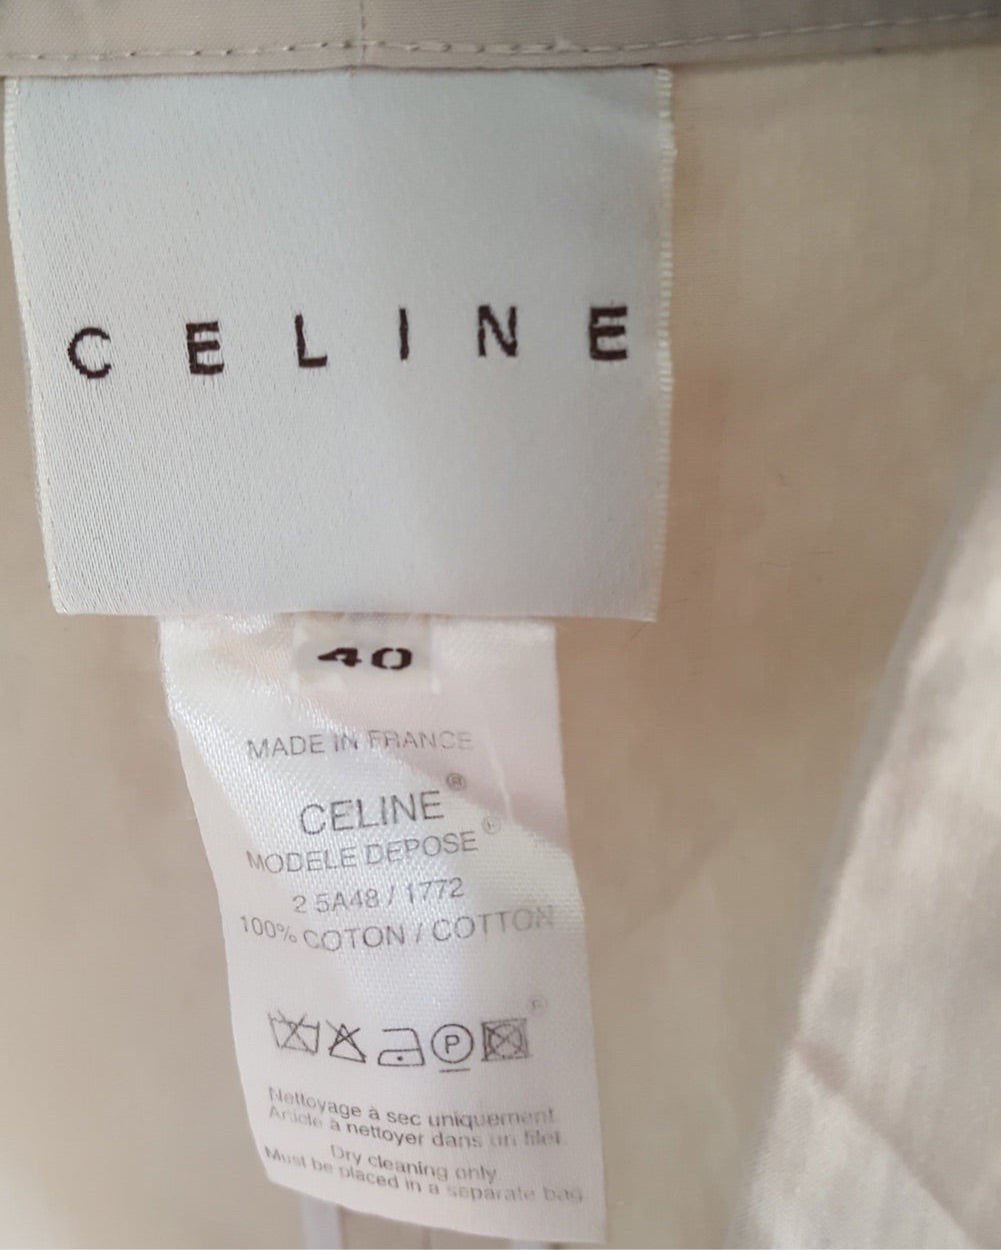 CELINE
40
MADE IN FRANCE
CELINE®
MODELE DEPOSE®
2 5A48 / 1772
100% COTON / COTTON
P
Nettoyage à sec uniquement
Article à nettoyer dans un filet
Dry cleaning only
Must be placed in a separate bag